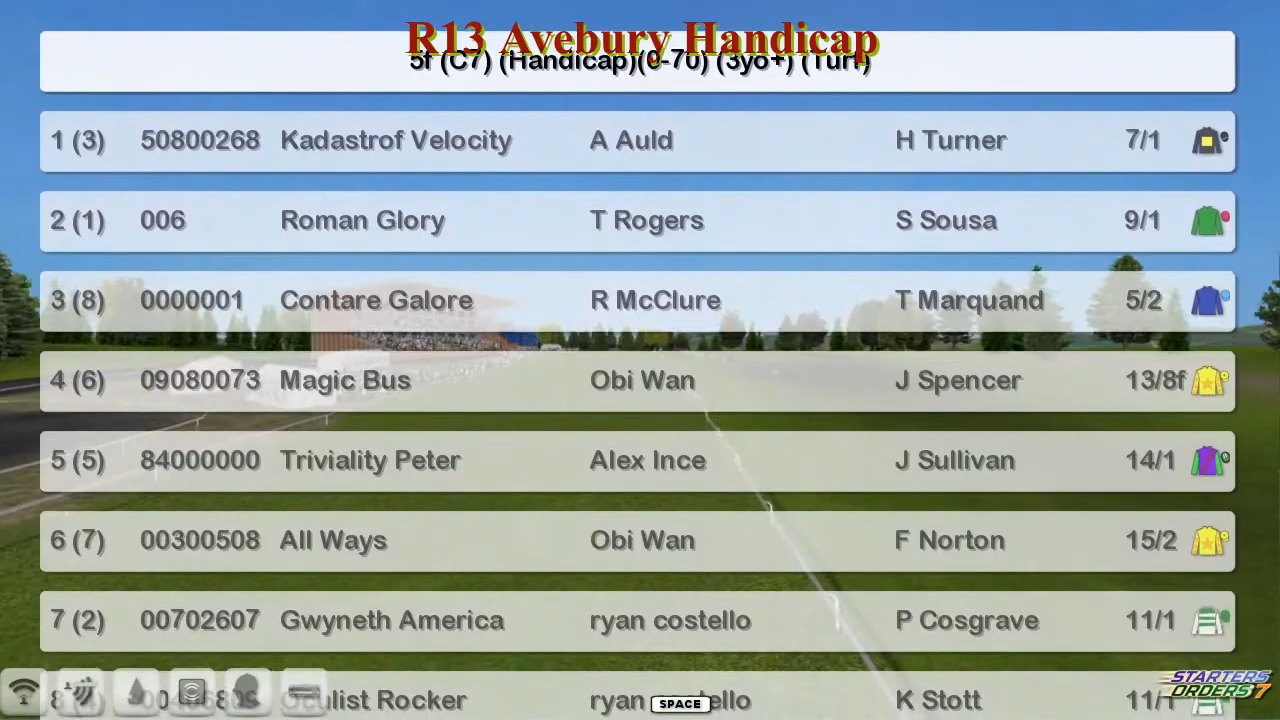 R13 Avebury Handicap
5f (C7) (Handicap)(0-70) (3yo+) (Turf)
1 (3) 50800268 Kadastrof Velocity A Auld H Turner 7/1
2 (1) 006 Roman Glory T Rogers S Sousa 9/1
3 (8) 0000001 Contare Galore R McClure T Marquand 5/2
4 (6) 09080073 Magic Bus Obi Wan J Spencer 13/8f
5 (5) 84000000 Triviality Peter Alex Ince J Sullivan 14/1
6 (7) 00300508 All Ways Obi Wan F Norton 15/2
7 (2) 00702607 Gwyneth America ryan costello P Cosgrave 11/1
8 Rocker ryan K Stott 11/1
SPACE
STARTERS
ORDERS 7